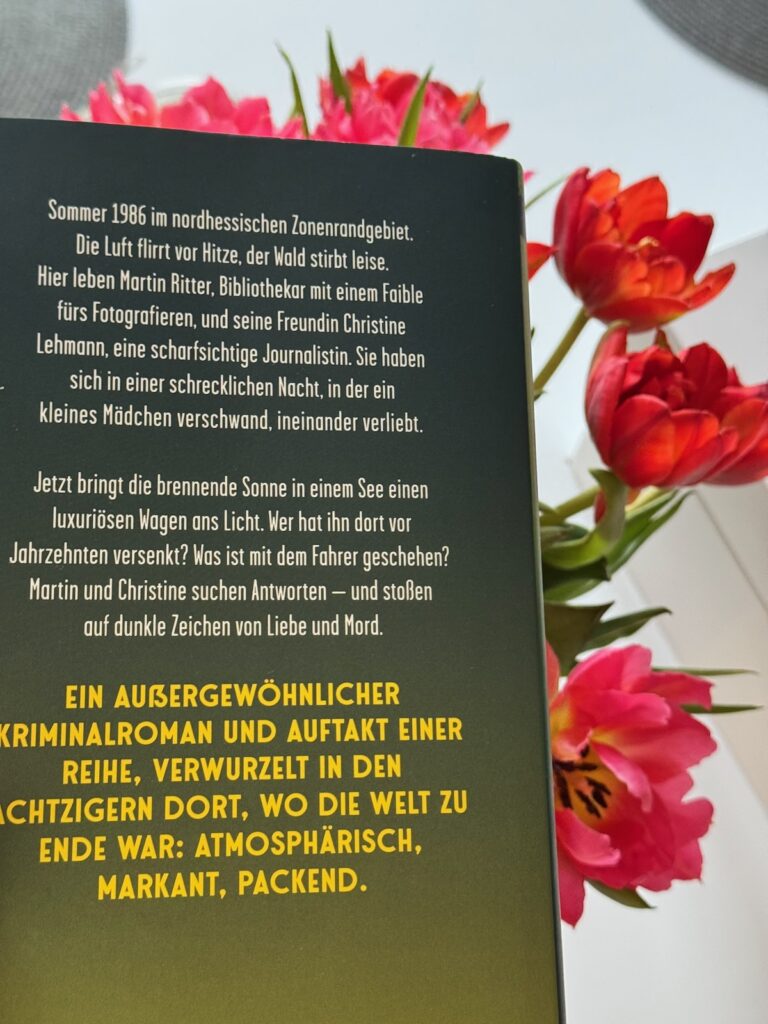 Sommer 1986 im nordhessischen Zonenrandgebiet.
Die Luft flirrt vor Hitze, der Wald stirbt leise.
Hier leben Martin Ritter, Bibliothekar mit einem Faible
fürs Fotografieren, und seine Freundin Christine
Lehmann, eine scharfsichtige Journalistin. Sie haben
sich in einer schrecklichen Nacht, in der ein
kleines Mädchen verschwand, ineinander verliebt.
Jetzt bringt die brennende Sonne in einem See einen
luxuriösen Wagen ans Licht. Wer hat ihn dort vor
Jahrzehnten versenkt? Was ist mit dem Fahrer geschehen?
Martin und Christine suchen Antworten – und stoßen
auf dunkle Zeichen von Liebe und Mord.
EIN AUßERGEWÖHNLICHER
KRIMINALROMAN UND AUFTAKT EINER
REIHE, VERWURZELT IN DEN
ACHTZIGERN DORT, WO DIE WELT ZU
ENDE WAR: ATMOSPHÄRISCH,
MARKANT, PACKEND.